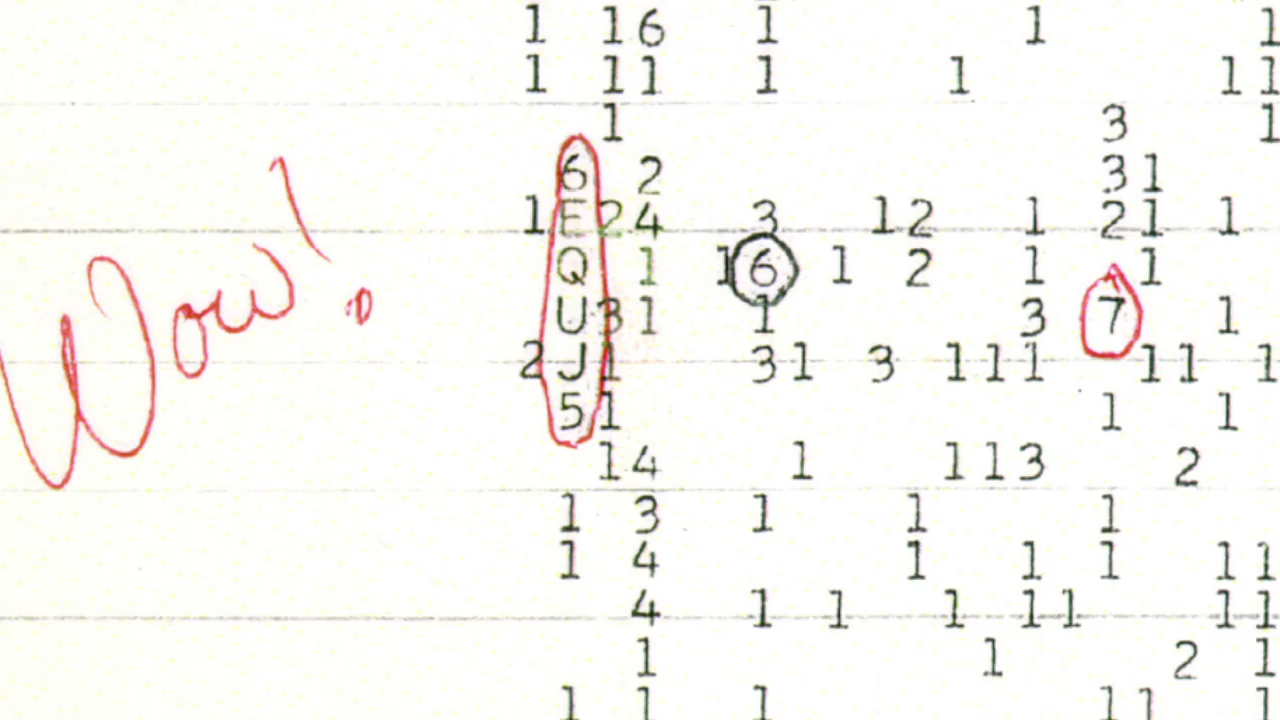 1 16 1 1 1
1 11 1 1 11
1 3 1
6 2 31
1E24 3 12 1 21 1
Q 1 16 1 2 1 1
U31 1 3 7 1
2J1 31 3 111 11 1
51 1 1
14 1 113 2
1 3 1 1 1
1 4 1 1 1 11
4 1 1 1 11 11
1 1 2 1
1 1 1 11 1
Wow!